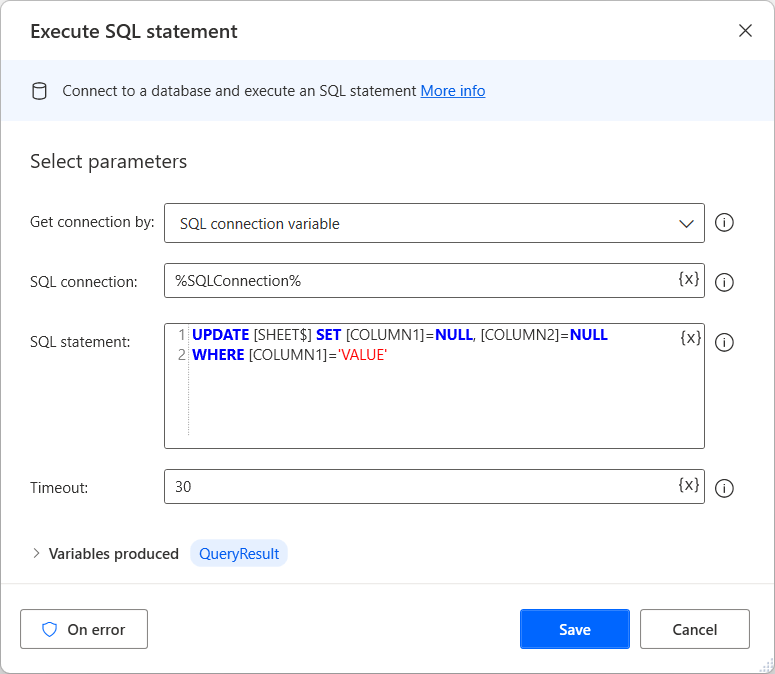 Execute SQL statement
Connect to a database and execute an SQL statement More info
Select parameters
Get connection by: SQL connection variable
SQL connection: %SQLConnection% {x}
SQL statement: 1 UPDATE [SHEET$] SET [COLUMN1]=NULL, [COLUMN2]=NULL {x}
2 WHERE [COLUMN1]='VALUE'
Timeout: 30 {x}
Variables produced QueryResult
On error Save Cancel